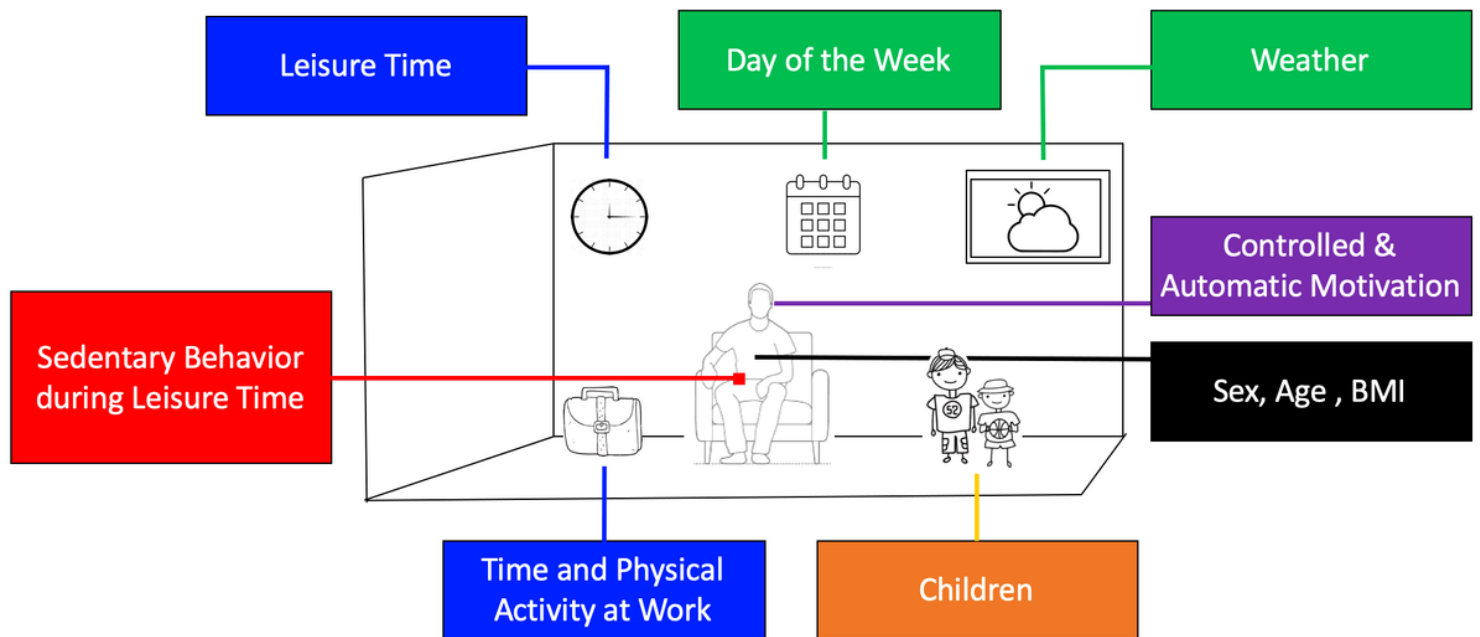 Leisure Time
Day of the Week
Weather
Controlled &
Automatic Motivation
Sedentary Behavior
during Leisure Time
Sex, Age , BMI
52
Time and Physical
Activity at Work
Children